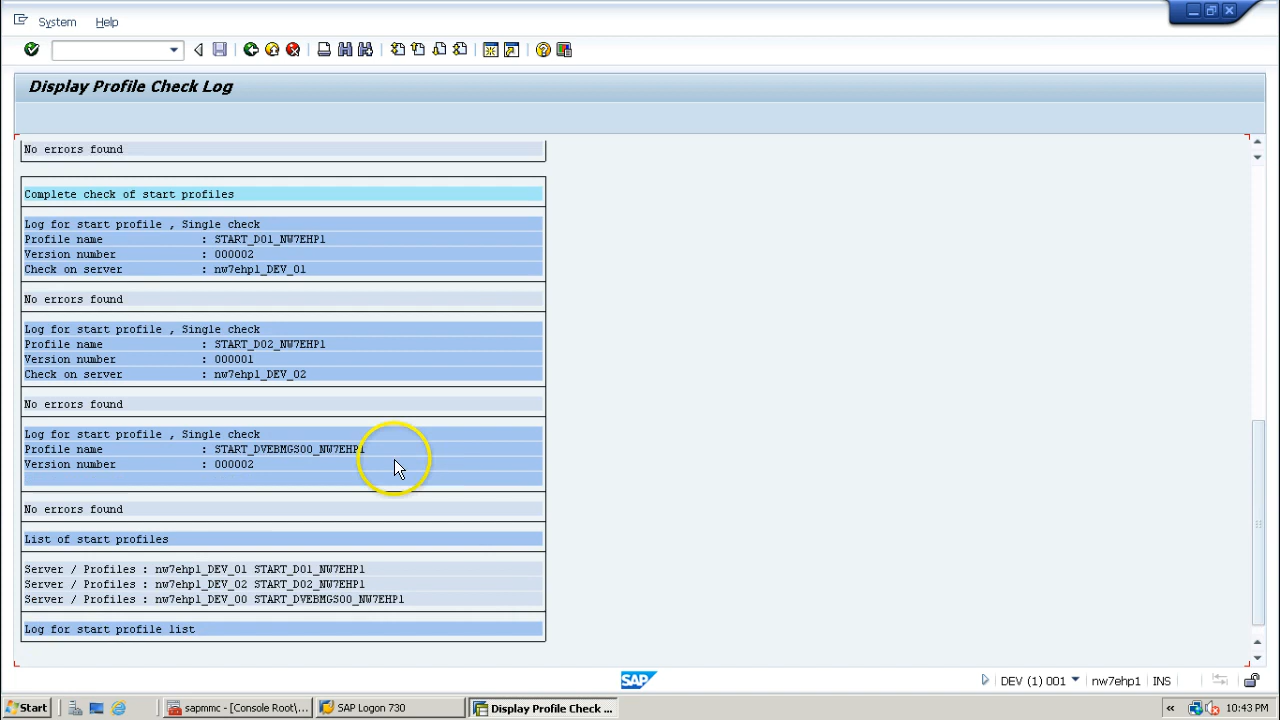 System Help
Display Profile Check Log
No errors found
Complete check of start profiles
Log for start profile , Single check
Profile name : START_D01_NW7EHP1
Version number : 000002
Check on server : nw7ehp1_DEV_01
No errors found
Log for start profile , Single check
Profile name : START_D02_NW7EHP1
Version number : 000001
Check on server : nw7ehp1_DEV_02
No errors found
Log for start profile , Single check
Profile name : START_DVEBMGS00_NW7EHP1
Version number : 000002
No errors found
List of start profiles
Server / Profiles : nw7ehp1_DEV_01 START_D01_NW7EHP1
Server / Profiles : nw7ehp1_DEV_02 START_D02_NW7EHP1
Server / Profiles : nw7ehp1_DEV_00 START_DVEBMGS00_NW7EHP1
Log for start profile list
SAP DEV (1) 001 nw7ehp1 INS
Start sapmmc - [Console Root\... SAP Logon 730 Display Profile Check ... « 10:43 PM